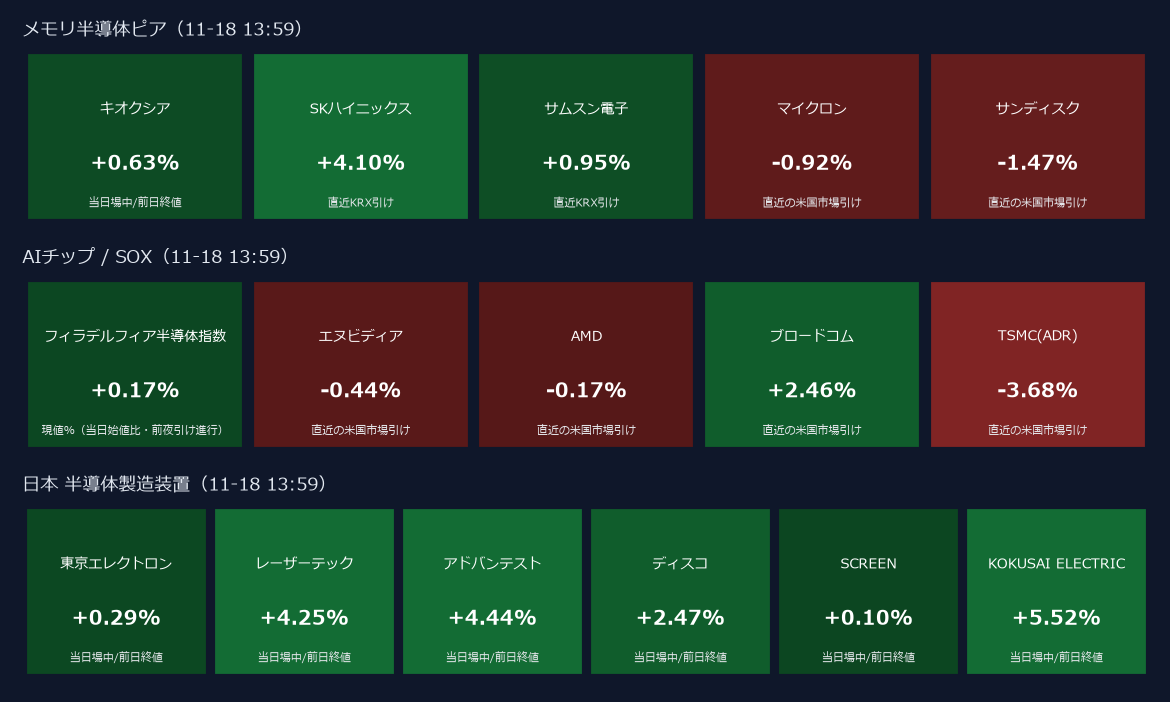 メモリ半導体ピア（11-18 13:59）
キオクシア
+0.63%
当日場中/前日終値
SKハイニックス
+4.10%
直近KRX引け
サムスン電子
+0.95%
直近KRX引け
マイクロン
-0.92%
直近の米国市場引け
サンディスク
-1.47%
直近の米国市場引け
AIチップ / SOX（11-18 13:59）
フィラデルフィア半導体指数
+0.17%
現値%（当日始値比・前夜引け進行）
エヌビディア
-0.44%
直近の米国市場引け
AMD
-0.17%
直近の米国市場引け
ブロードコム
+2.46%
直近の米国市場引け
TSMC(ADR)
-3.68%
直近の米国市場引け
日本 半導体製造装置（11-18 13:59）
東京エレクトロン
+0.29%
当日場中/前日終値
レーザーテック
+4.25%
当日場中/前日終値
アドバンテスト
+4.44%
当日場中/前日終値
ディスコ
+2.47%
当日場中/前日終値
SCREEN
+0.10%
当日場中/前日終値
KOKUSAI ELECTRIC
+5.52%
当日場中/前日終値